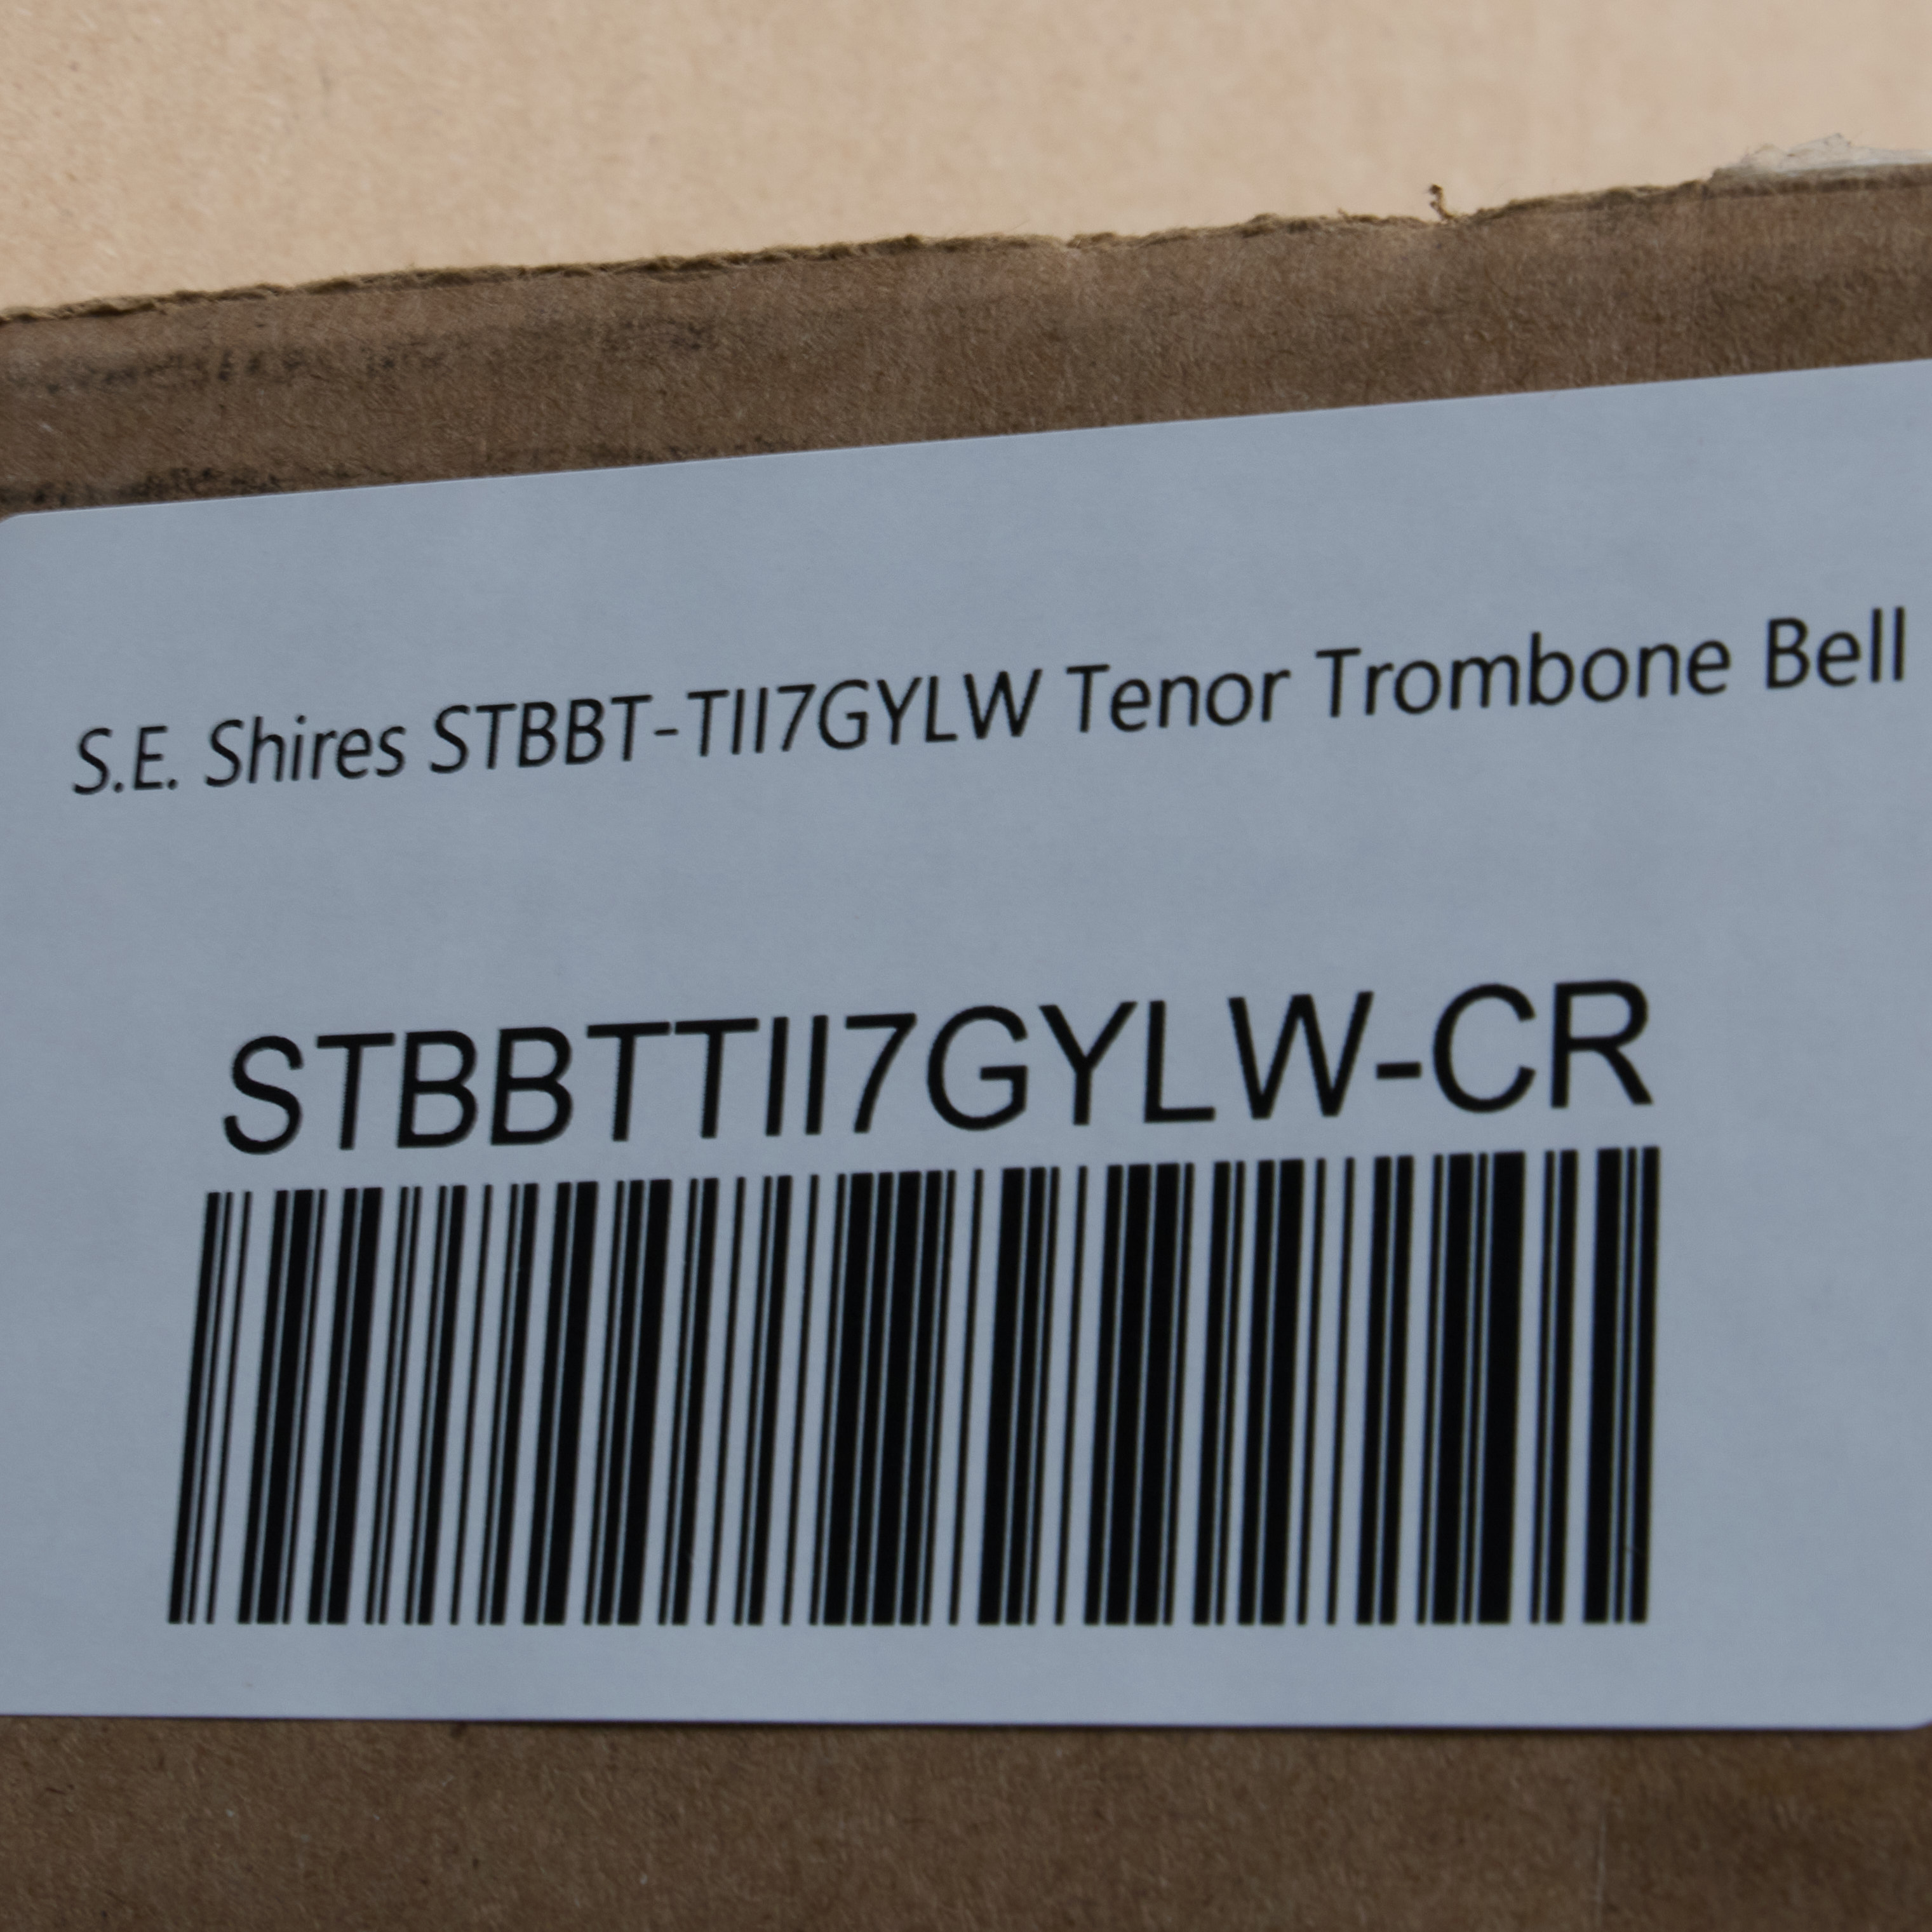 S.E. Shires STBBT-TII7GYLW Tenor Trombone Bell
STBBTTII7GYLW-CR